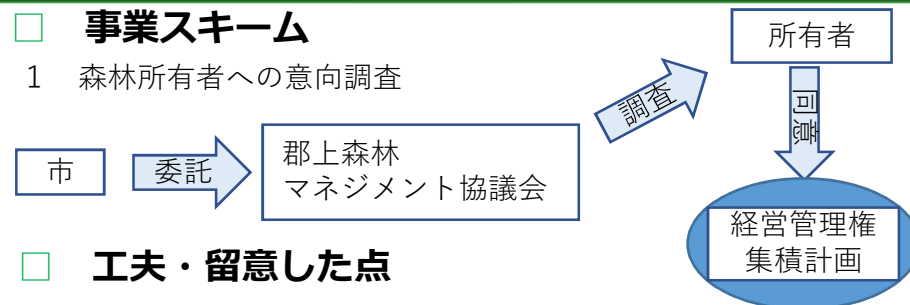 □ 事業スキーム
1 森林所有者への意向調査
市
委託
郡上森林
マネジメント協議会
調査
所有者
同意
経営管理権
集積計画
□ 工夫・留意した点